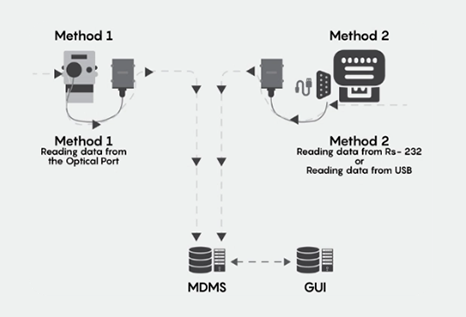 Method 1
Method 2
Method 1
Reading data from
the Optical Port
Method 2
Reading data from Rs- 232
or
Reading data from USB
MDMS
GUI